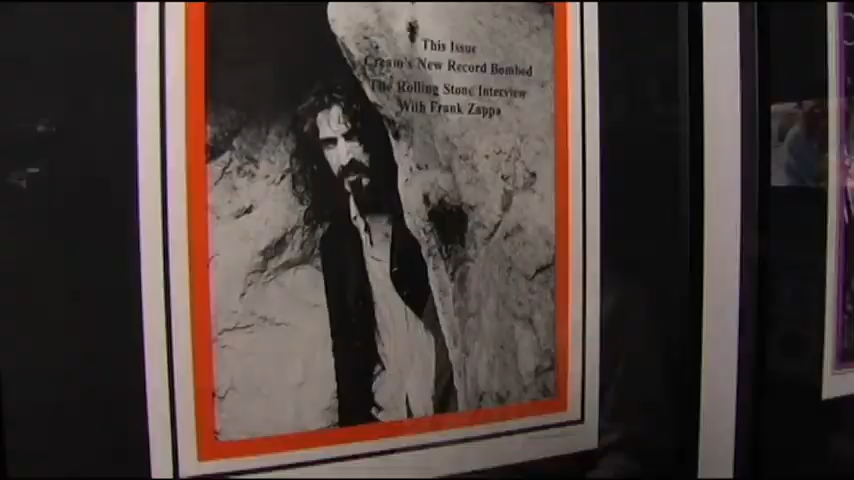 This Issue
Cream's New Record Bombed
The Rolling Stone Interview
With Frank Zappa